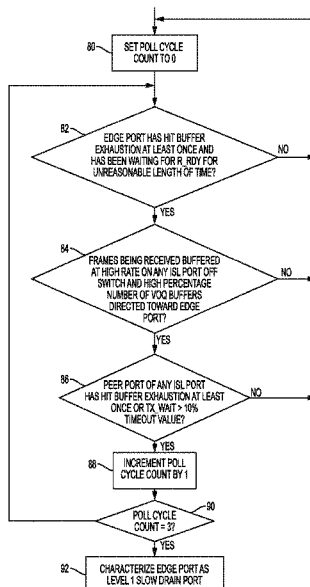 80
SET POLL CYCLE
COUNT TO 0
82
EDGE PORT HAS HIT BUFFER
EXHAUSTION AT LEAST ONCE AND
HAS BEEN WAITING FOR R_RDY FOR
UNREASONABLE LENGTH OF TIME?
NO
YES
84
FRAMES BEING RECEIVED BUFFERED
AT HIGH RATE ON ANY ISL PORT OFF
SWITCH AND HIGH PERCENTAGE
NUMBER OF VOQ BUFFERS
DIRECTED TOWARD EDGE
PORT?
NO
YES
86
PEER PORT OF ANY ISL PORT
HAS HIT BUFFER EXHAUSTION AT LEAST
ONCE OR TX_WAIT > 10%
TIMEOUT VALUE?
NO
YES
88
INCREMENT POLL
CYCLE COUNT BY 1
90
POLL CYCLE
COUNT = 3?
YES
92
CHARACTERIZE EDGE PORT AS
LEVEL 1 SLOW DRAIN PORT